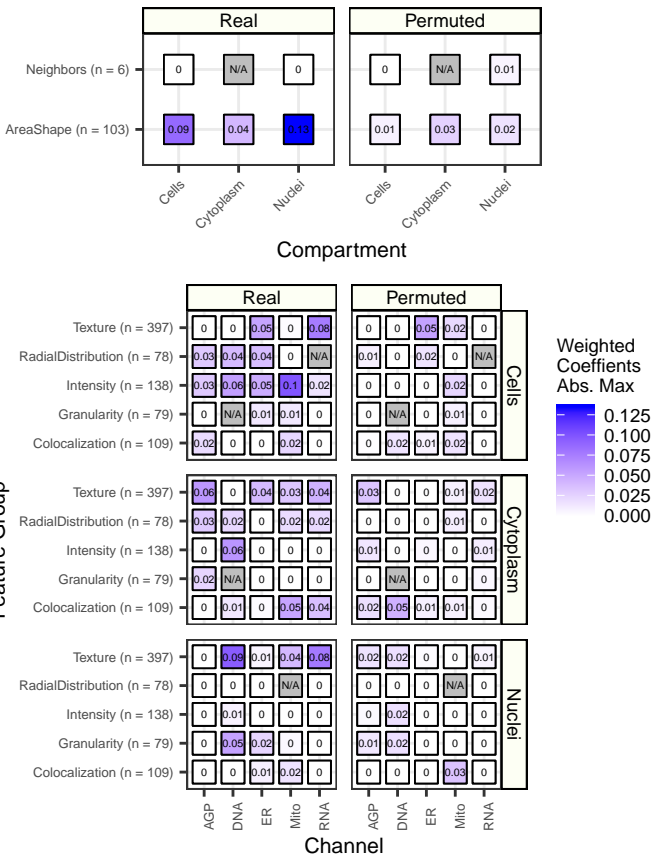 Real Permuted
Neighbors (n = 6) 0 N/A 0 0 N/A 0.01
AreaShape (n = 103) 0.09 0.04 0.13 0.01 0.03 0.02
Cells Cytoplasm Nuclei Cells Cytoplasm Nuclei
Compartment
Real Permuted
Texture (n = 397) 0 0 0.05 0 0.08 0 0 0.05 0.02 0
RadialDistribution (n = 78) 0.03 0.04 0.04 0 N/A 0.01 0 0.02 0 N/A
Intensity (n = 138) 0.03 0.06 0.05 0.1 0.02 0 0 0 0.02 0
Granularity (n = 79) 0 N/A 0.01 0.01 0 0 N/A 0 0.01 0
Colocalization (n = 109) 0.02 0 0 0.02 0 0 0.02 0.01 0.02 0
Cells
Texture (n = 397) 0.06 0 0.04 0.03 0.04 0.03 0 0 0.01 0.02
RadialDistribution (n = 78) 0.03 0.02 0 0.02 0.02 0 0 0 0.01 0
Intensity (n = 138) 0 0.06 0 0 0 0.01 0 0 0 0.01
Granularity (n = 79) 0.02 N/A 0 0 0 0 N/A 0 0 0
Colocalization (n = 109) 0 0.01 0 0.05 0.04 0.02 0.05 0.01 0.01 0
Cytoplasm
Texture (n = 397) 0 0.09 0.01 0.04 0.08 0.02 0.02 0 0 0.01
RadialDistribution (n = 78) 0 0 0 N/A 0 0 0 0 N/A 0
Intensity (n = 138) 0 0.01 0 0 0 0 0.02 0 0 0
Granularity (n = 79) 0 0.05 0.02 0 0 0.01 0.02 0 0 0
Colocalization (n = 109) 0 0 0.01 0.02 0 0 0 0 0.03 0
Nuclei
AGP DNA ER Mito RNA AGP DNA ER Mito RNA
Channel
Weighted
Coeffients
Abs. Max
0.125
0.100
0.075
0.050
0.025
0.000